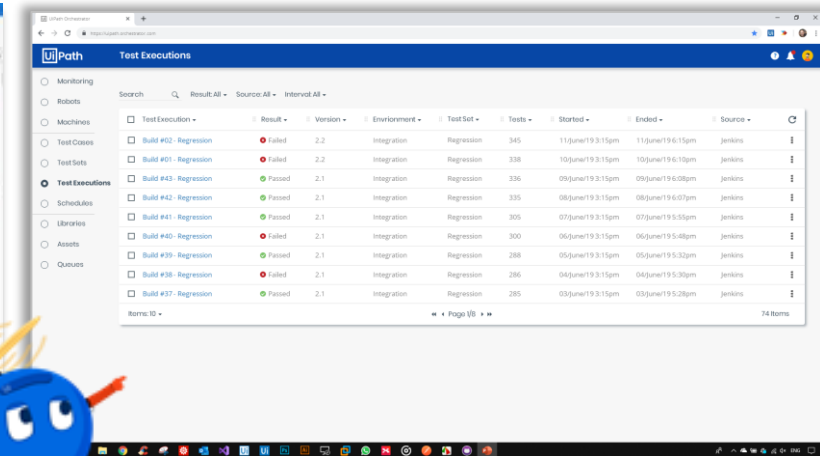 UiPath Orchestrator
UiPath Test Executions
Monitoring
Robots
Machines
Test Cases
Test Sets
Test Executions
Schedules
Libraries
Assets
Queues
Search Result: All Source: All Interval: All
Test Execution Result Version Envrionment Test Set Tests Started Ended Source
Build #02 - Regression Failed 2.2 Integration Regression 345 11/June/19 3:15pm 11/June/19 6:15pm Jenkins
Build #01 - Regression Failed 2.2 Integration Regression 338 10/June/19 3:15pm 10/June/19 6:10pm Jenkins
Build #43 - Regression Passed 2.1 Integration Regression 336 09/June/19 3:15pm 09/June/19 6:08pm Jenkins
Build #42 - Regression Passed 2.1 Integration Regression 335 08/June/19 3:15pm 08/June/19 6:07pm Jenkins
Build #41 - Regression Passed 2.1 Integration Regression 305 07/June/19 3:15pm 07/June/19 5:55pm Jenkins
Build #40 - Regression Failed 2.1 Integration Regression 300 06/June/19 3:15pm 06/June/19 5:48pm Jenkins
Build #39 - Regression Passed 2.1 Integration Regression 288 05/June/19 3:15pm 05/June/19 5:32pm Jenkins
Build #38 - Regression Failed 2.1 Integration Regression 286 04/June/19 3:15pm 04/June/19 5:30pm Jenkins
Build #37 - Regression Passed 2.1 Integration Regression 285 03/June/19 3:15pm 03/June/19 5:28pm Jenkins
Items: 10 Page 1/8 74 Items
ENG